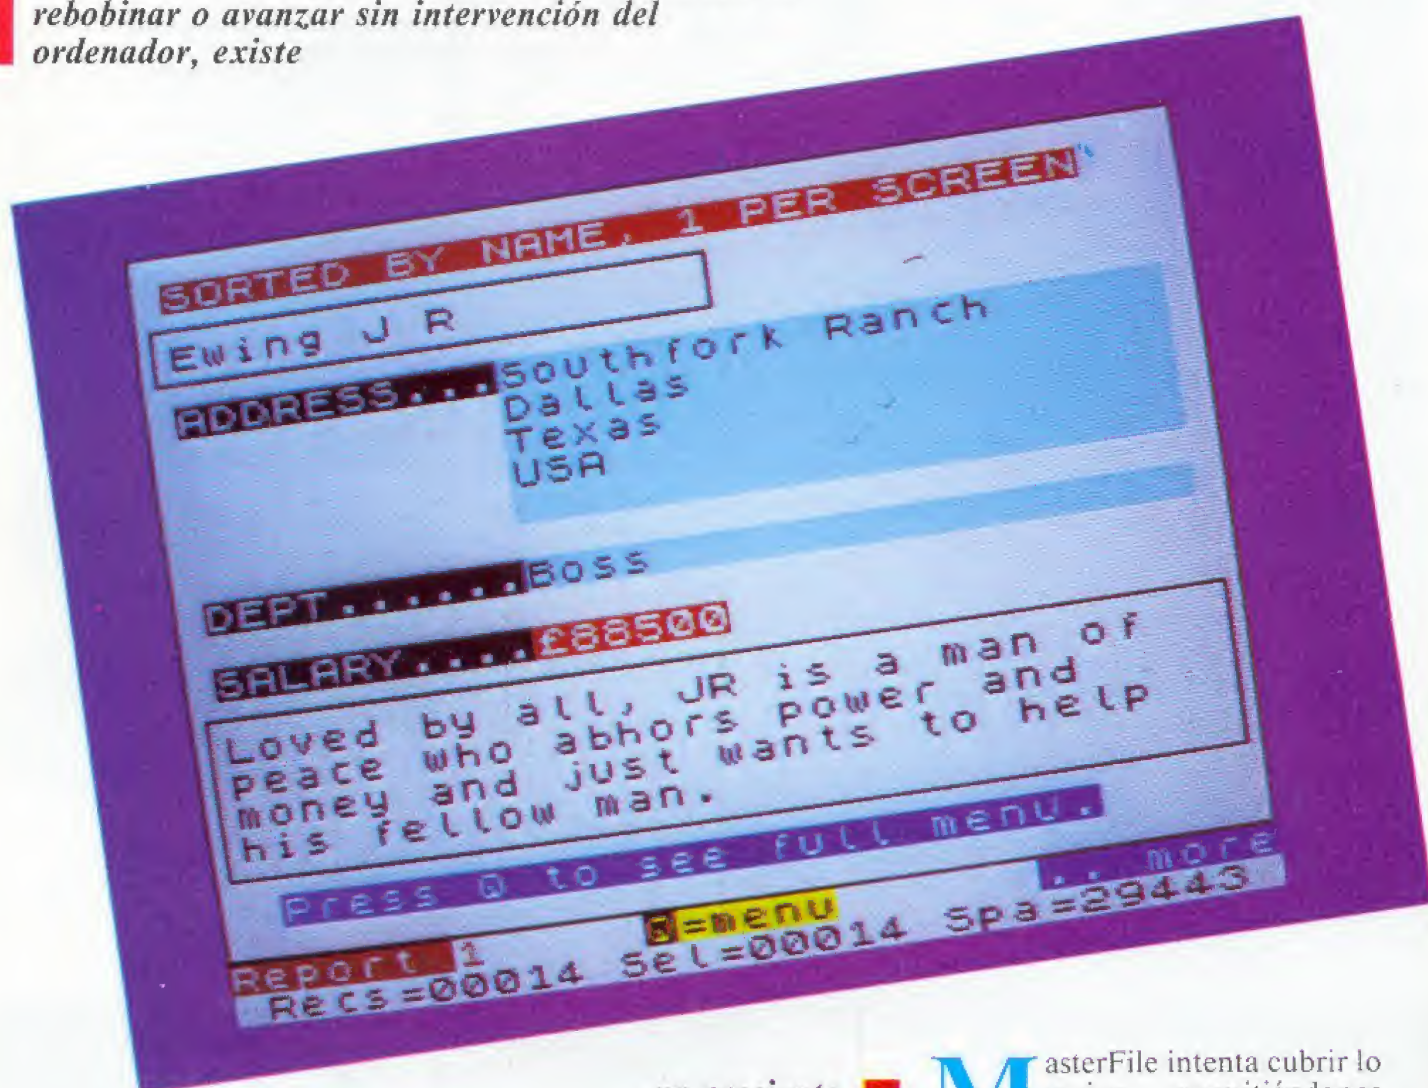 rebobinar o avanzar sin intervención del
ordenador, existe
SORTED BY NAME, 1 PER SCREEN
Ewing J R
ADDRESS...Southfork Ranch
Dallas
Texas
USA
DEPT......Boss
SALARY....£88500
Loved by all, JR is a man of
peace who abhors power and
money and just wants to help
his fellow man.
Press Q to see full menu.
.. more
Report 1 Q=menu
Recs=00014 Sel=00014 Spa=29443
MasterFile intenta cubrir lo